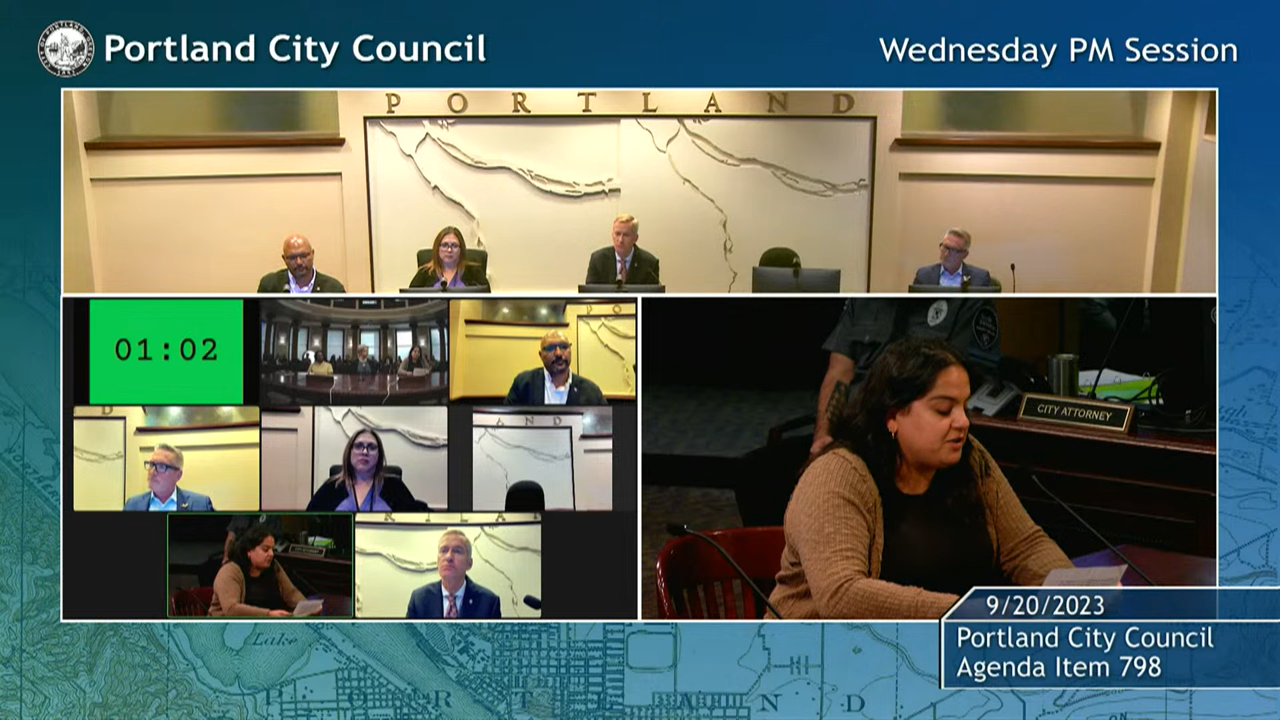 Portland City Council
Wednesday PM Session
PORTLAND
01:02
CITY ATTORNEY
9/20/2023
Portland City Council
Agenda Item 798
Lake